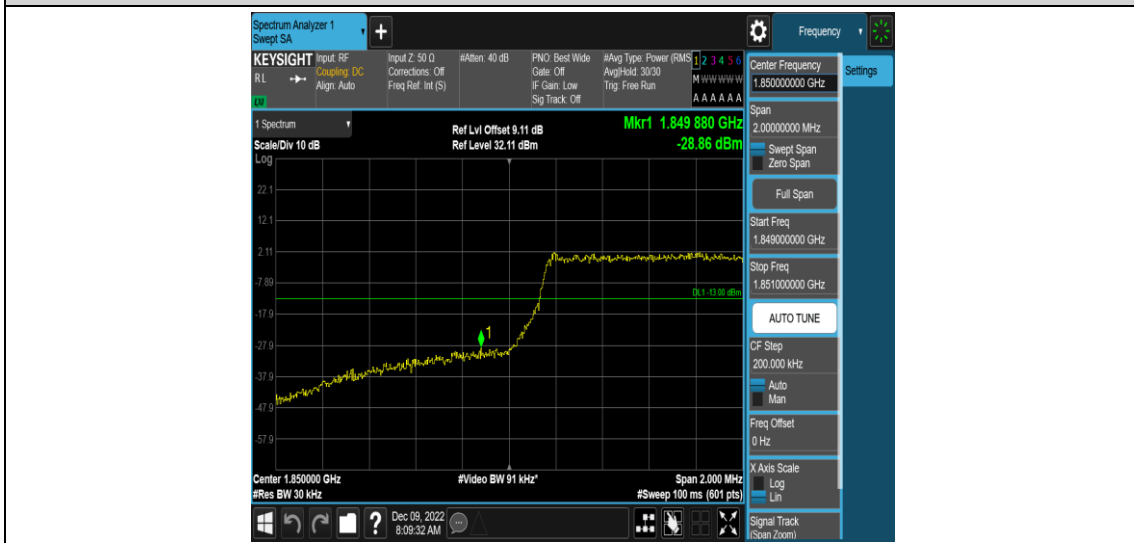 Spectrum Analyzer 1
Swept SA
+
Frequency
KEYSIGHT
RL
LXI
Input: RF
Coupling: DC
Align: Auto
Input Z: 50 Ω
Corrections: Off
Freq Ref: Int (S)
#Atten: 40 dB
PNO: Best Wide
Gate: Off
IF Gain: Low
Sig Track: Off
#Avg Type: Power (RMS
Avg|Hold: 30/30
Trig: Free Run
1 2 3 4 5 6
M W W W W W
A A A A A A
1 Spectrum
Scale/Div 10 dB
Log
Ref Lvl Offset 9.11 dB
Ref Level 32.11 dBm
Mkr1 1.849 880 GHz
-28.86 dBm
22.1
12.1
2.11
-7.89
-17.9
-27.9
-37.9
-47.9
-57.9
DL1 -13.00 dBm
1
Center 1.850000 GHz
#Res BW 30 kHz
#Video BW 91 kHz*
Span 2.000 MHz
#Sweep 100 ms (601 pts)
Center Frequency
1.850000000 GHz
Settings
Span
2.00000000 MHz
Swept Span
Zero Span
Full Span
Start Freq
1.849000000 GHz
Stop Freq
1.851000000 GHz
AUTO TUNE
CF Step
200.000 kHz
Auto
Man
Freq Offset
0 Hz
X Axis Scale
Log
Lin
Signal Track
(Span Zoom)
?
Dec 09, 2022
8:09:32 AM